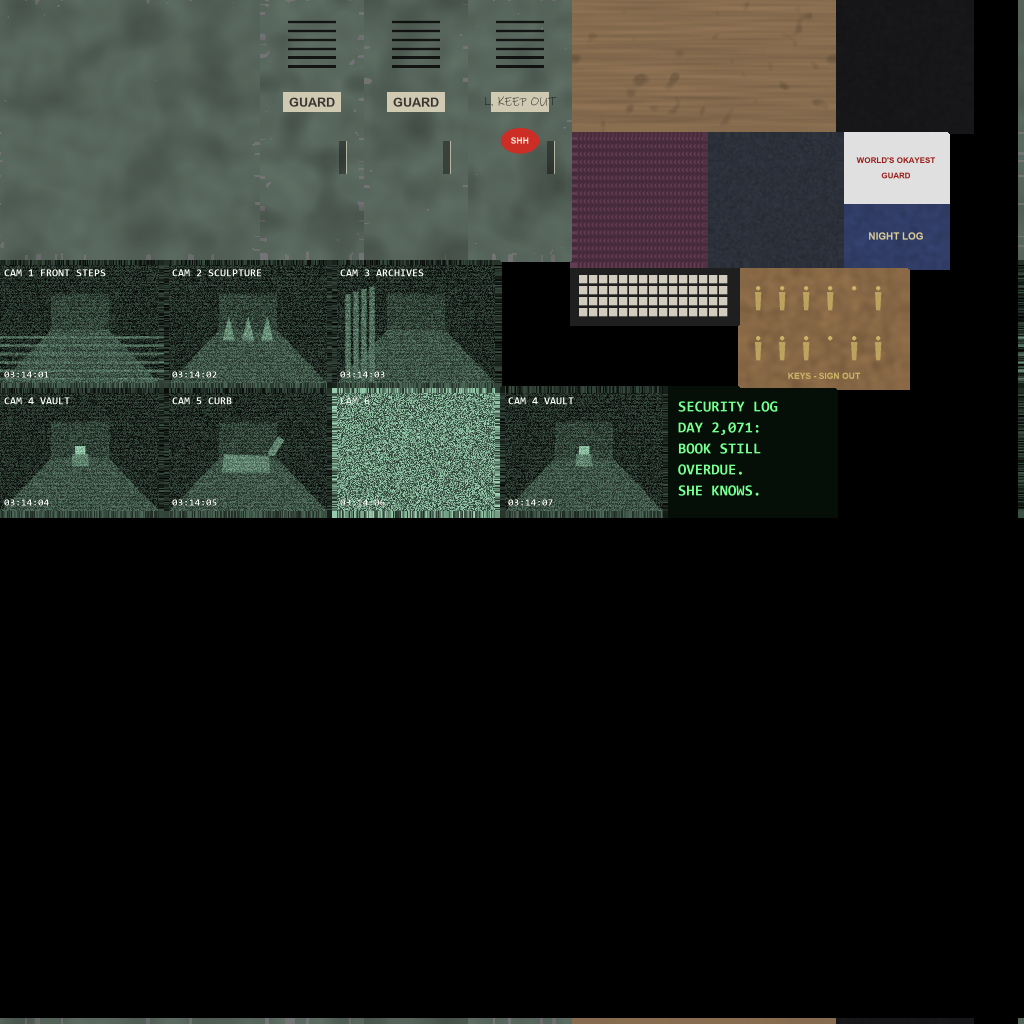 GUARD
GUARD
L. KEEP OUT
SHH
WORLD'S OKAYEST
GUARD
NIGHT LOG
CAM 1 FRONT STEPS
03:14:01
CAM 2 SCULPTURE
03:14:02
CAM 3 ARCHIVES
03:14:03
KEYS - SIGN OUT
CAM 4 VAULT
03:14:04
CAM 5 CURB
03:14:05
CAM 6
03:14:06
CAM 4 VAULT
03:14:07
SECURITY LOG
DAY 2,071:
BOOK STILL
OVERDUE.
SHE KNOWS.